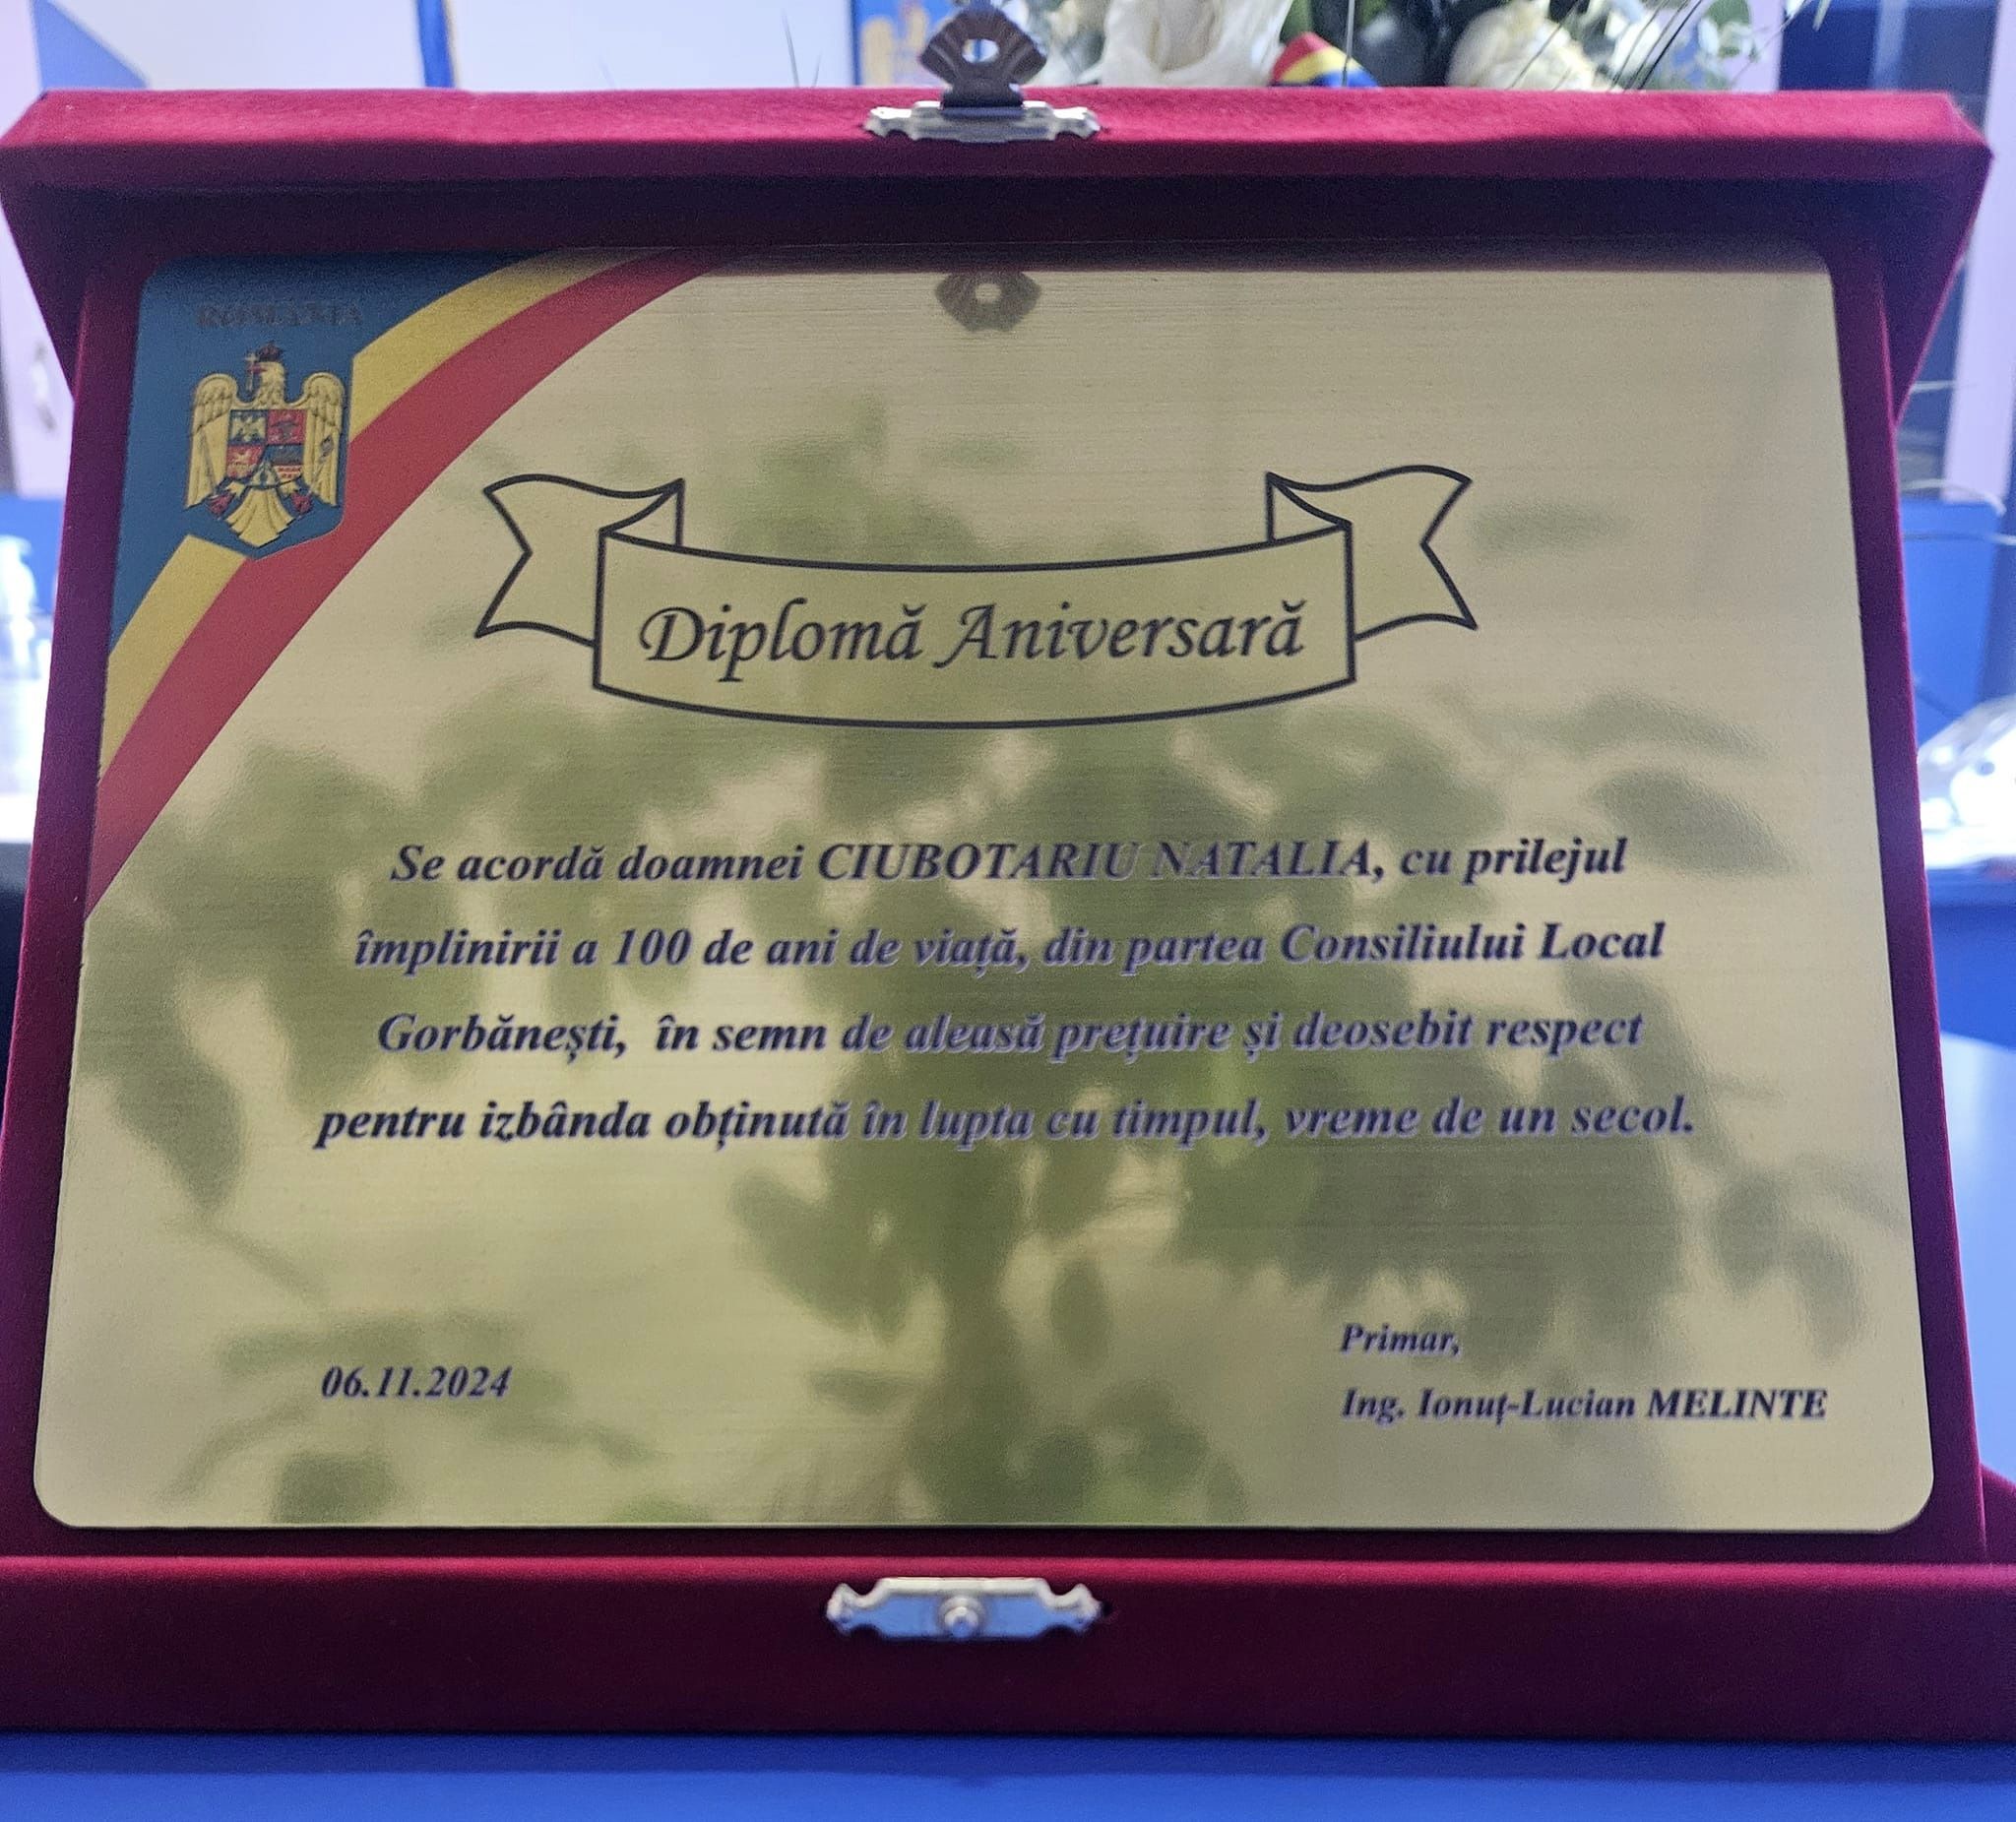 ROMÂNIA
Diplomă Aniversară
Se acordă doamnei CIUBOTARIU NATALIA, cu prilejul
împlinirii a 100 de ani de viață, din partea Consiliului Local
Gorbănești, în semn de aleasă prețuire și deosebit respect
pentru izbânda obținută în lupta cu timpul, vreme de un secol.
06.11.2024
Primar,
Ing. Ionuț-Lucian MELINTE